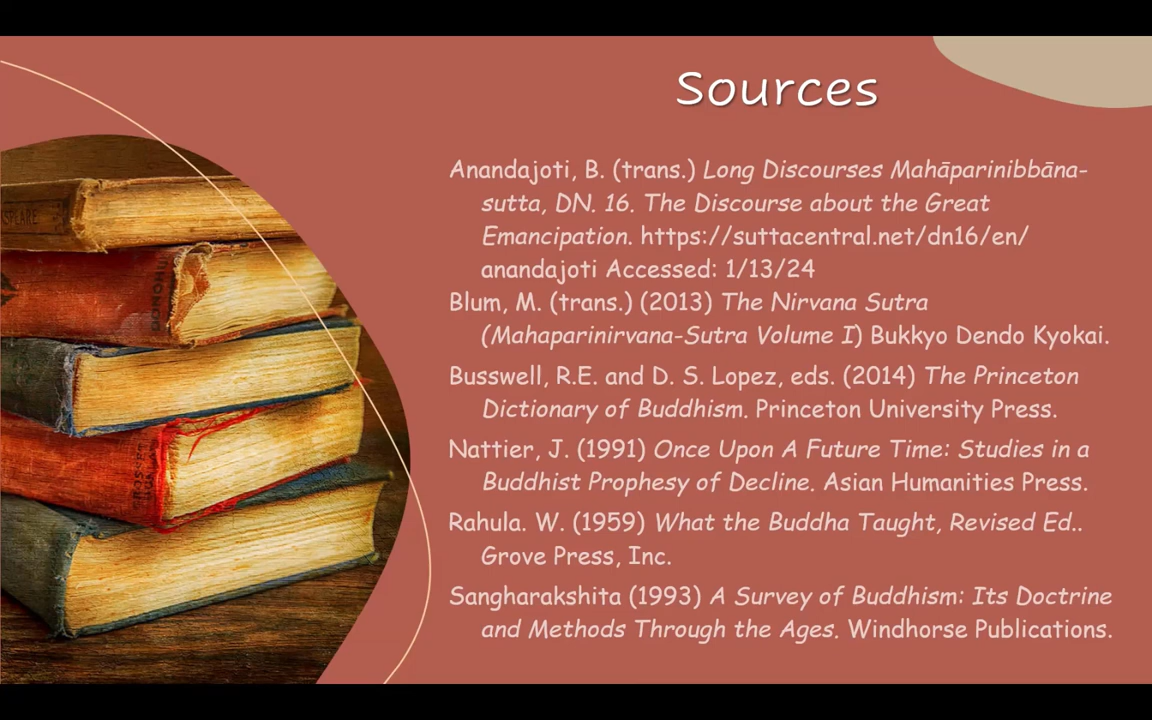 Sources
Anandajoti, B. (trans.) Long Discourses Mahāparinibbāna-
sutta, DN. 16. The Discourse about the Great
Emancipation. https://suttacentral.net/dn16/en/
anandajoti Accessed: 1/13/24
Blum, M. (trans.) (2013) The Nirvana Sutra
(Mahaparinirvana-Sutra Volume I) Bukkyo Dendo Kyokai.
Busswell, R.E. and D. S. Lopez, eds. (2014) The Princeton
Dictionary of Buddhism. Princeton University Press.
Nattier, J. (1991) Once Upon A Future Time: Studies in a
Buddhist Prophesy of Decline. Asian Humanities Press.
Rahula. W. (1959) What the Buddha Taught, Revised Ed..
Grove Press, Inc.
Sangharakshita (1993) A Survey of Buddhism: Its Doctrine
and Methods Through the Ages. Windhorse Publications.